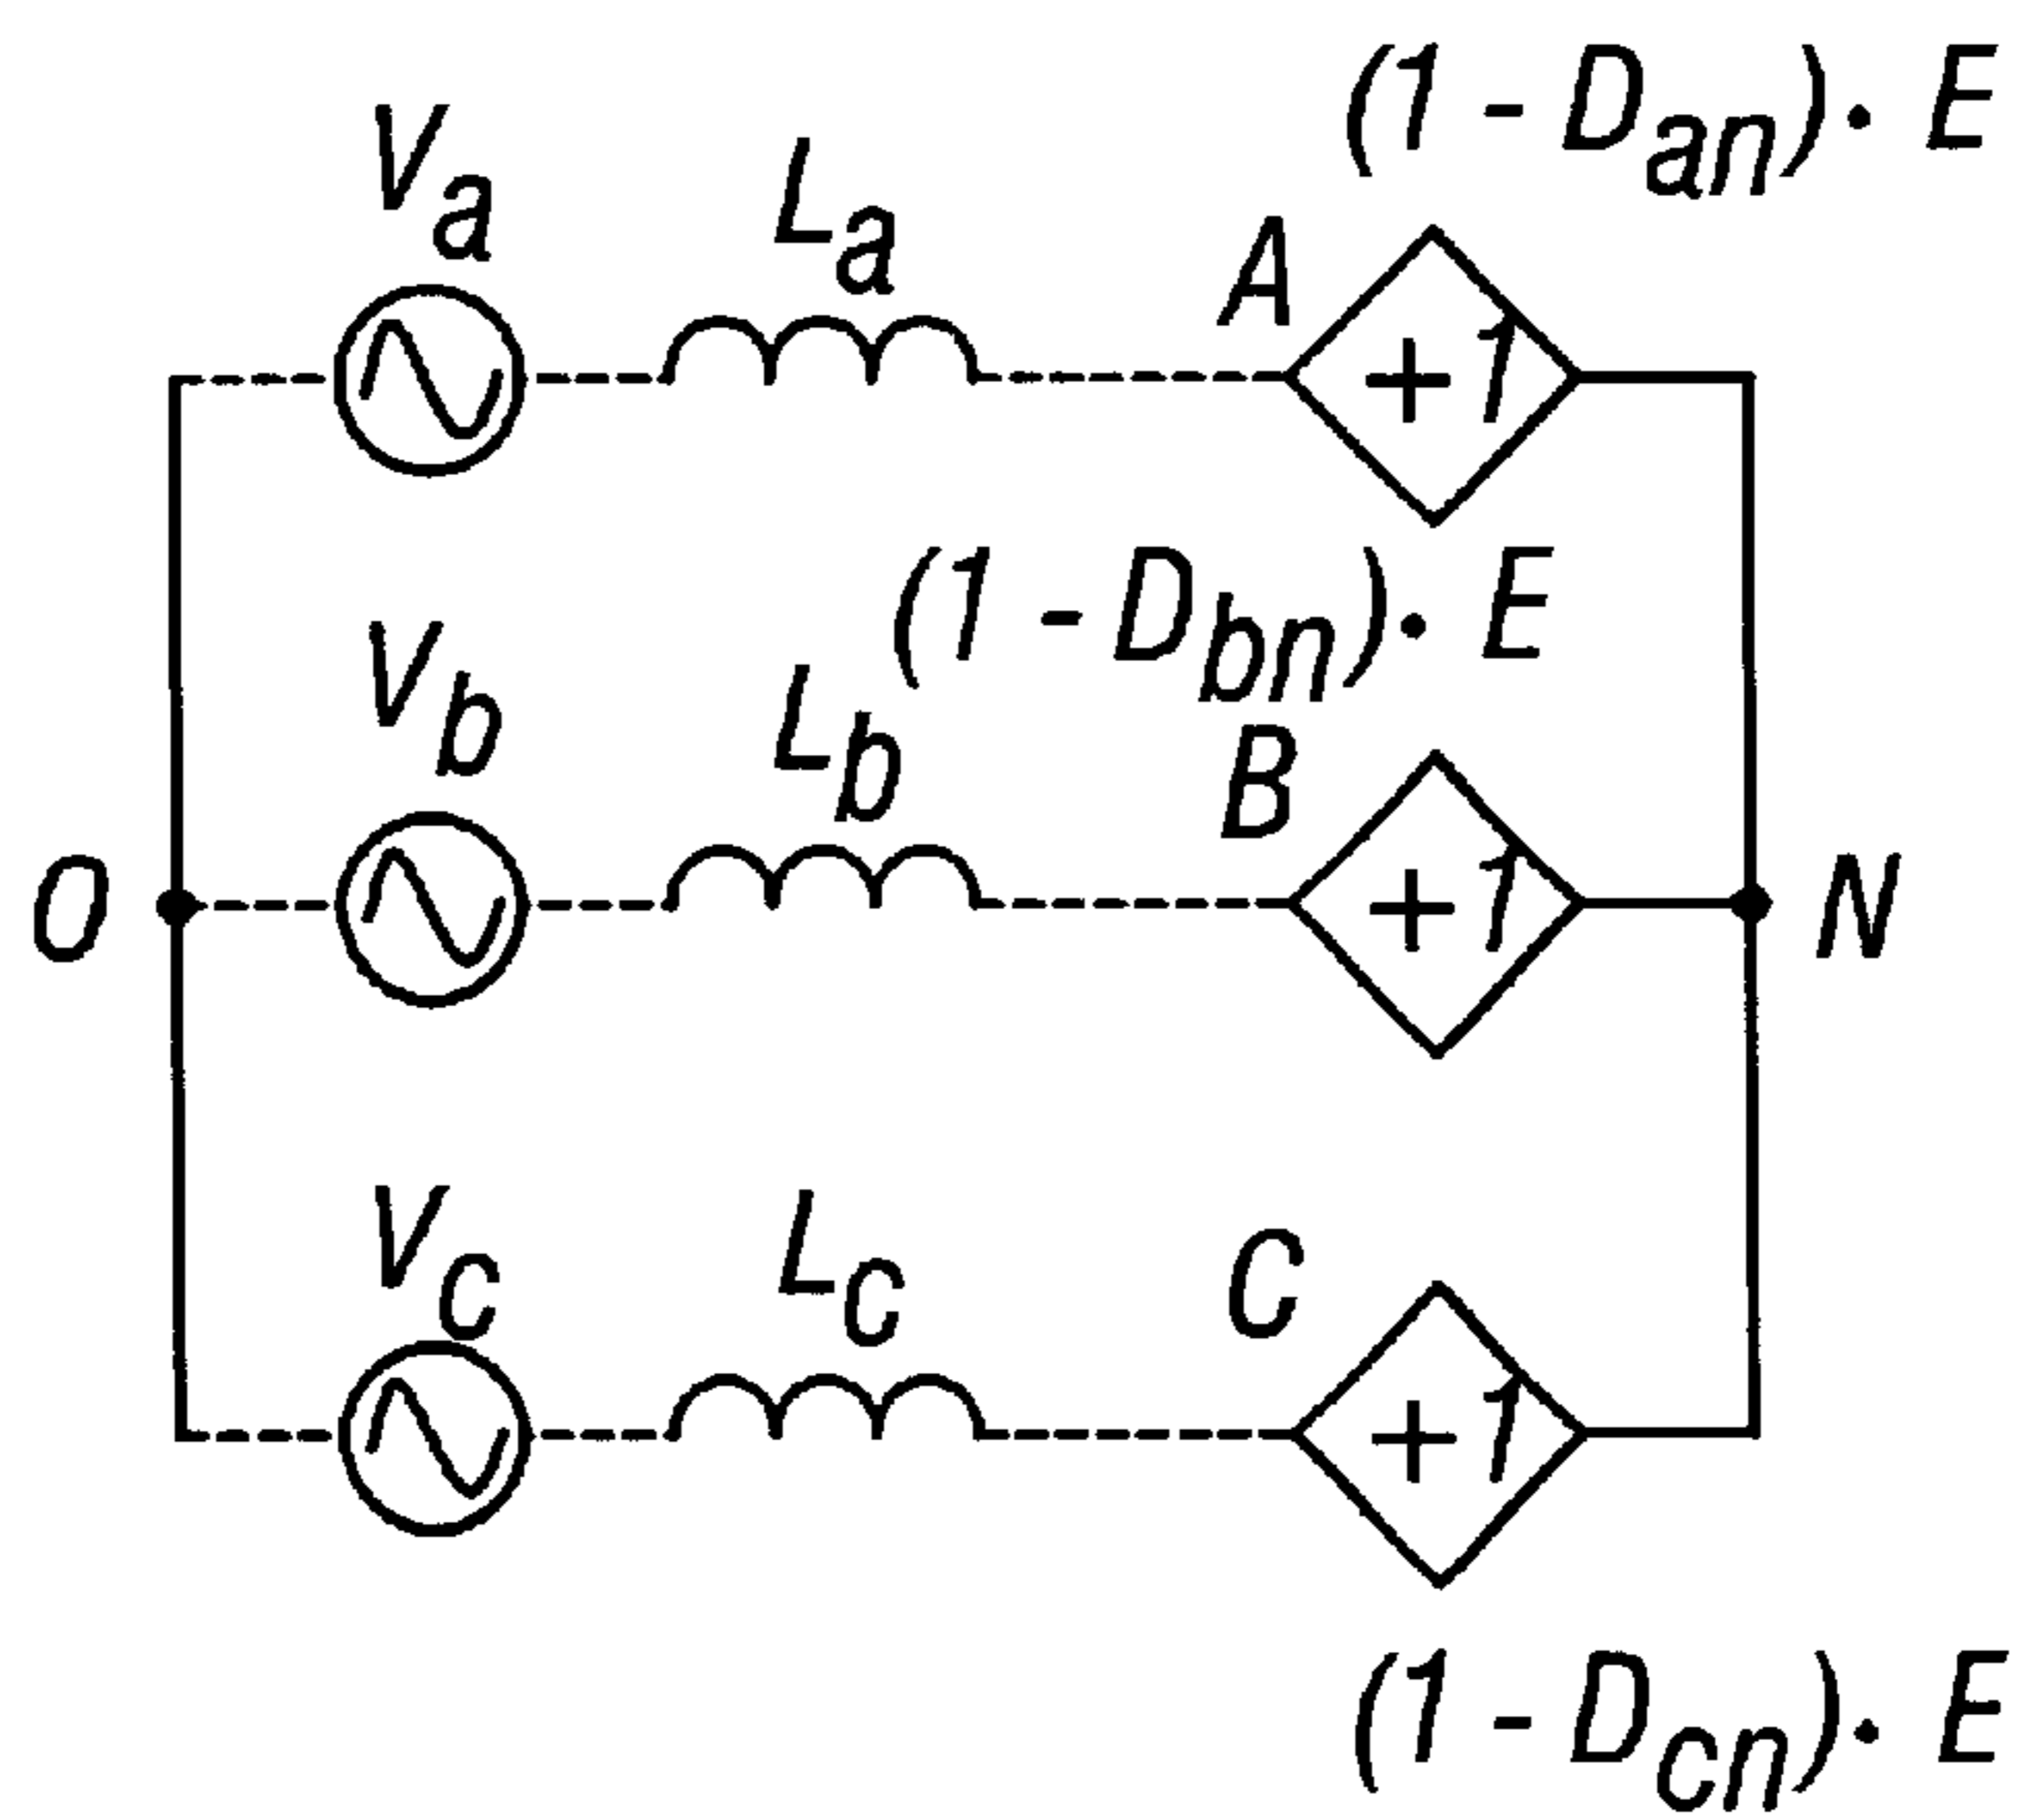 (1 - Dan)· E
Va
La
A
+ 1
(1 - Dbn)· E
Vb
Lb
B
O
+ 1
N
Vc
Lc
C
+ 1
(1 - Dcn)· E